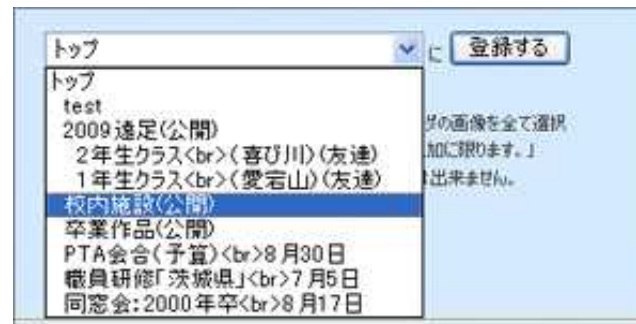 トップ に 登録する
トップ
test
2009遠足(公開)
2年生クラス<br>(喜び川)(友達)
1年生クラス<br>(愛宕山)(友達)
校内施設(公開)
卒業作品(公開)
PTA会合(予算)<br>8月30日
職員研修「茨城県」<br>7月5日
同窓会:2000年卒<br>8月17日
の画像を全て選択
加に限ります。」
出来ません。